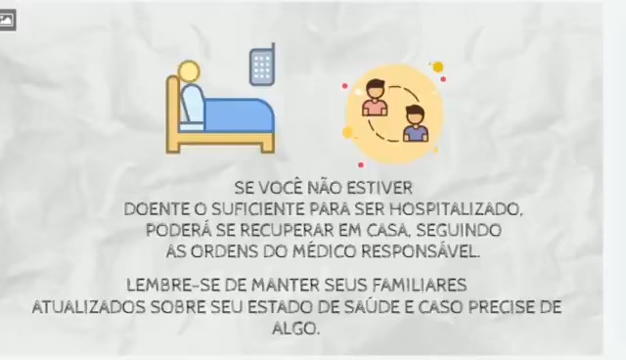 SE VOCÊ NÃO ESTIVER
DOENTE O SUFICIENTE PARA SER HOSPITALIZADO,
PODERÁ SE RECUPERAR EM CASA, SEGUINDO
AS ORDENS DO MÉDICO RESPONSÁVEL.
LEMBRE-SE DE MANTER SEUS FAMILIARES
ATUALIZADOS SOBRE SEU ESTADO DE SAÚDE E CASO PRECISE DE
ALGO.